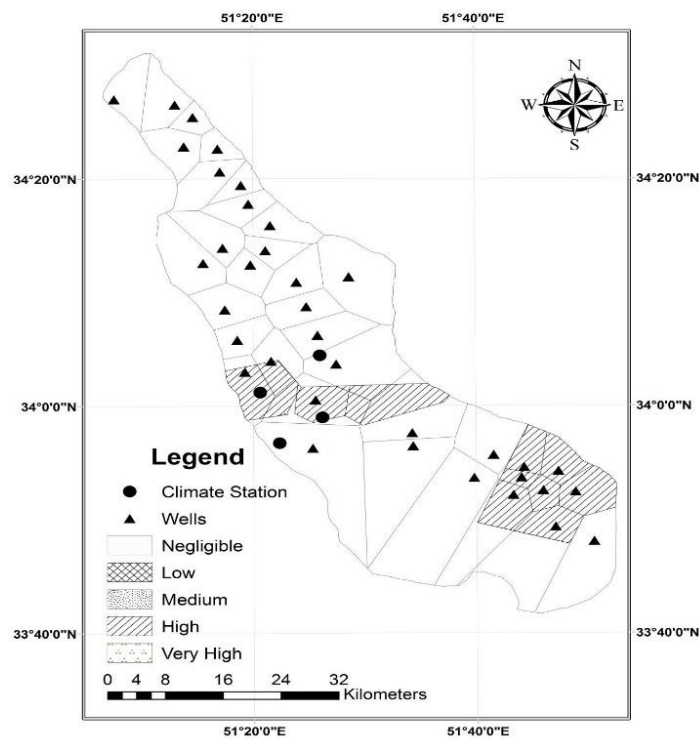 51°20'0"E 51°40'0"E
N
W E
S
34°20'0"N 34°20'0"N
34°0'0"N 34°0'0"N
Legend
Climate Station
Wells
Negligible
Low
Medium
High
Very High
33°40'0"N 33°40'0"N
0 4 8 16 24 32
Kilometers
51°20'0"E 51°40'0"E